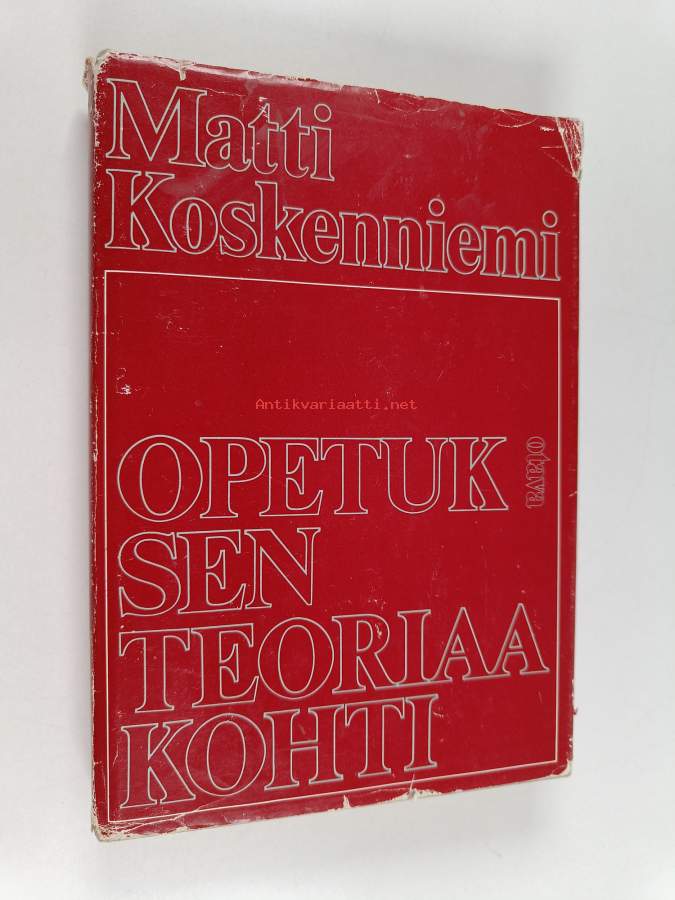 Matti
Koskenniemi
Antikvariaatti.net
OPETUK
SEN
TEORIAA
KOHTI
otava